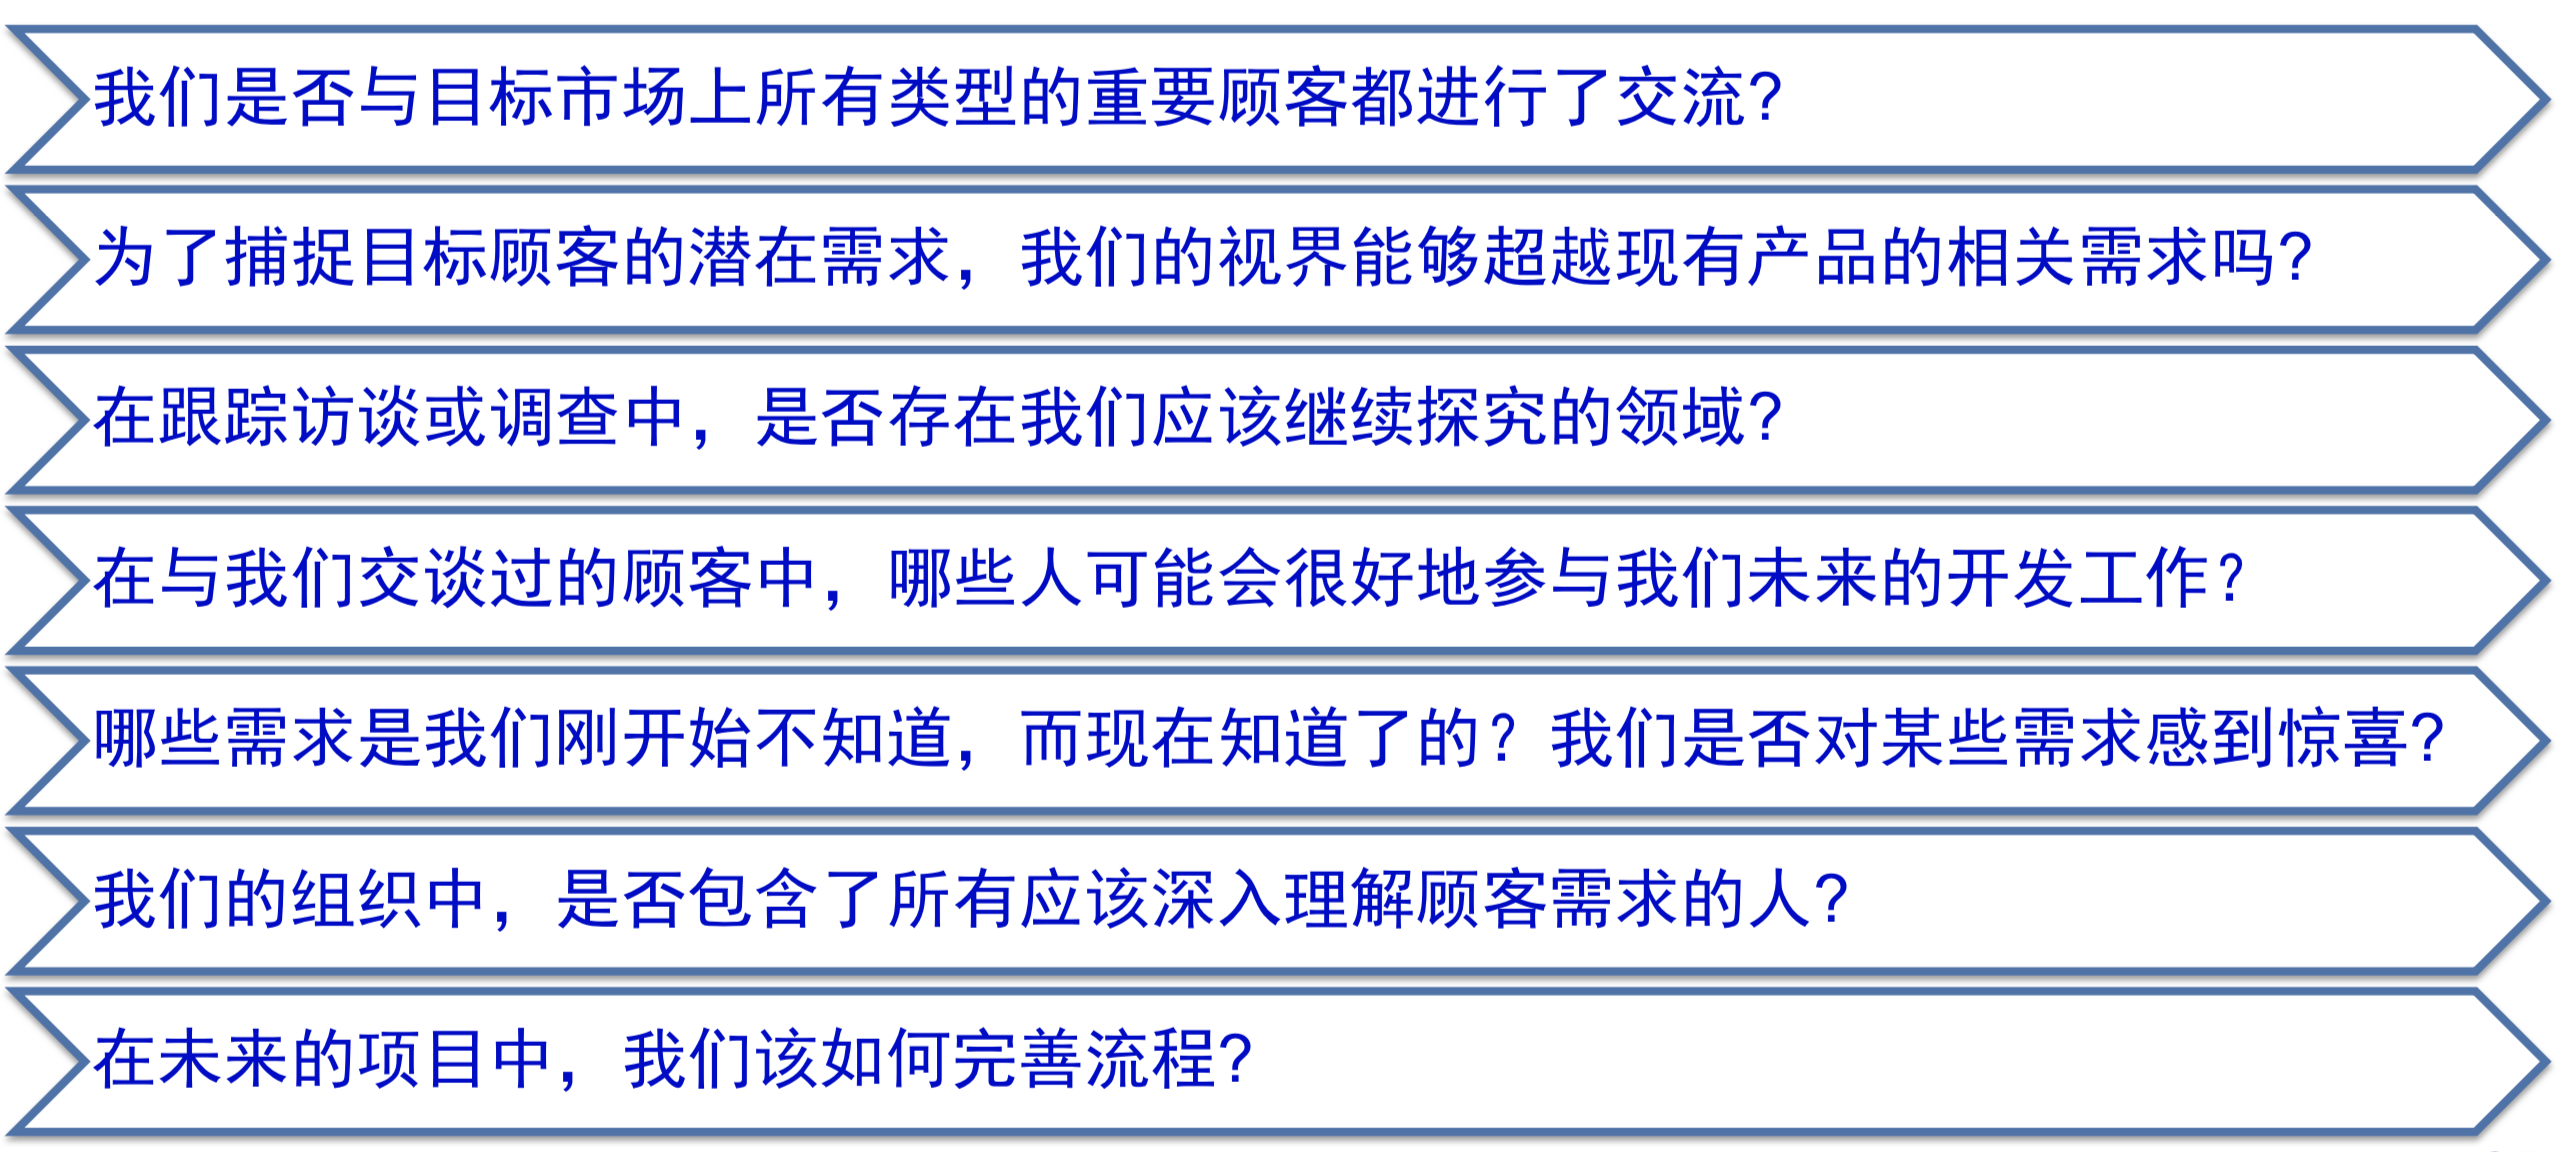 我们是否与目标市场上所有类型的重要顾客都进行了交流?
为了捕捉目标顾客的潜在需求，我们的视界能够超越现有产品的相关需求吗?
在跟踪访谈或调查中，是否存在我们应该继续探究的领域?
在与我们交谈过的顾客中，哪些人可能会很好地参与我们未来的开发工作？
哪些需求是我们刚开始不知道，而现在知道了的？我们是否对某些需求感到惊喜?
我们的组织中，是否包含了所有应该深入理解顾客需求的人?
在未来的项目中，我们该如何完善流程?